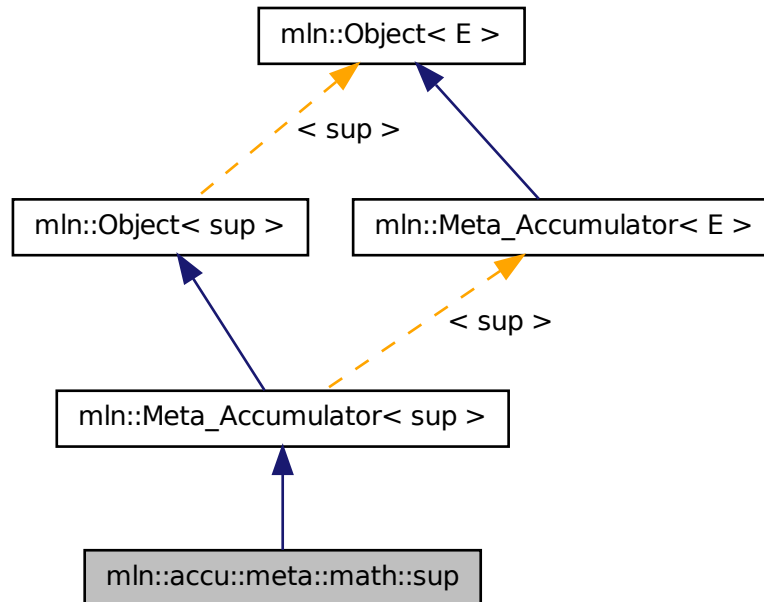 mln::Object< E >
< sup >
mln::Object< sup >
mln::Meta_Accumulator< E >
< sup >
mln::Meta_Accumulator< sup >
mln::accu::meta::math::sup